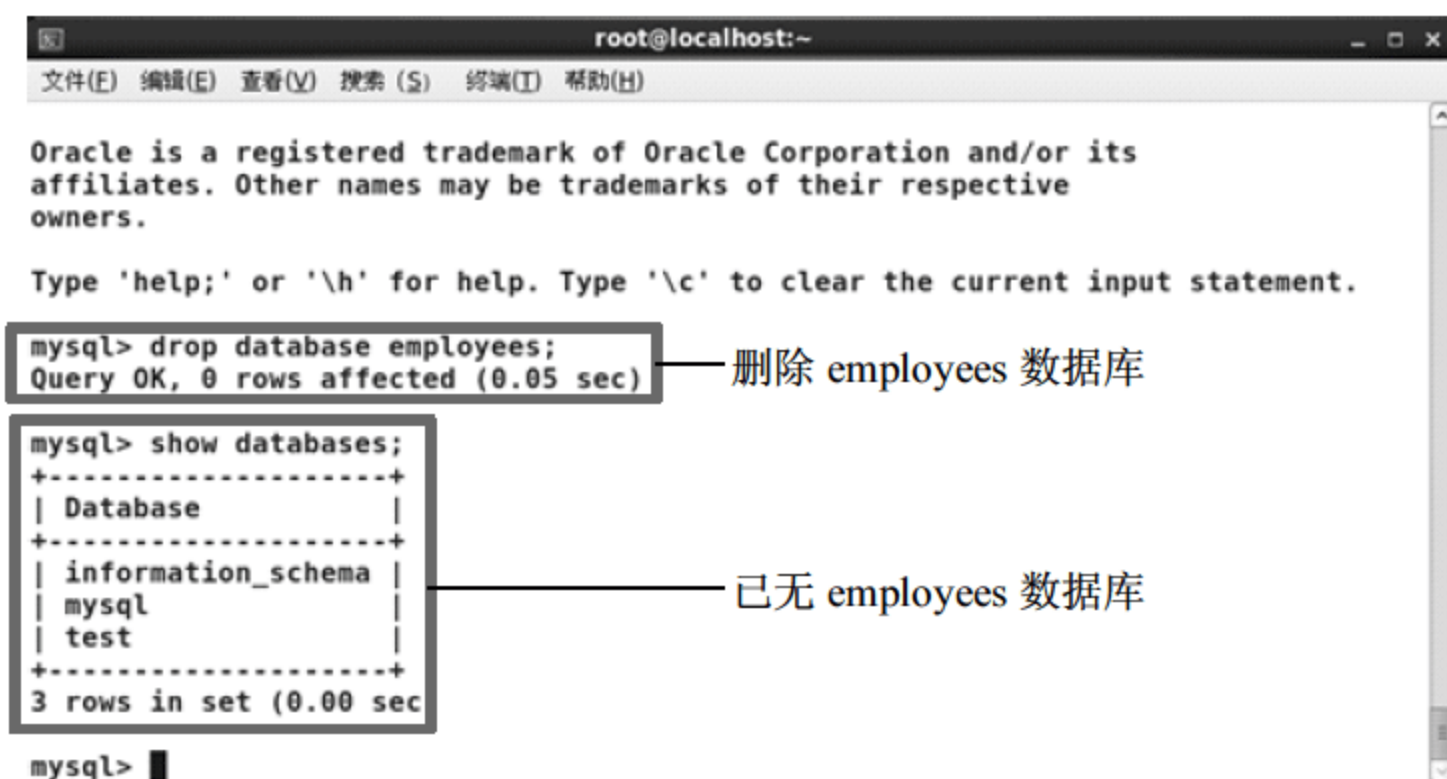 root@localhost:~
文件(F) 编辑(E) 查看(V) 搜索 (S) 终端(T) 帮助(H)
Oracle is a registered trademark of Oracle Corporation and/or its
affiliates. Other names may be trademarks of their respective
owners.
Type 'help;' or '\h' for help. Type '\c' to clear the current input statement.
mysql> drop database employees;
Query OK, 0 rows affected (0.05 sec)
删除 employees 数据库
mysql> show databases;
+--------------------+
| Database           |
+--------------------+
| information_schema |
| mysql              |
| test               |
+--------------------+
3 rows in set (0.00 sec
已无 employees 数据库
mysql>